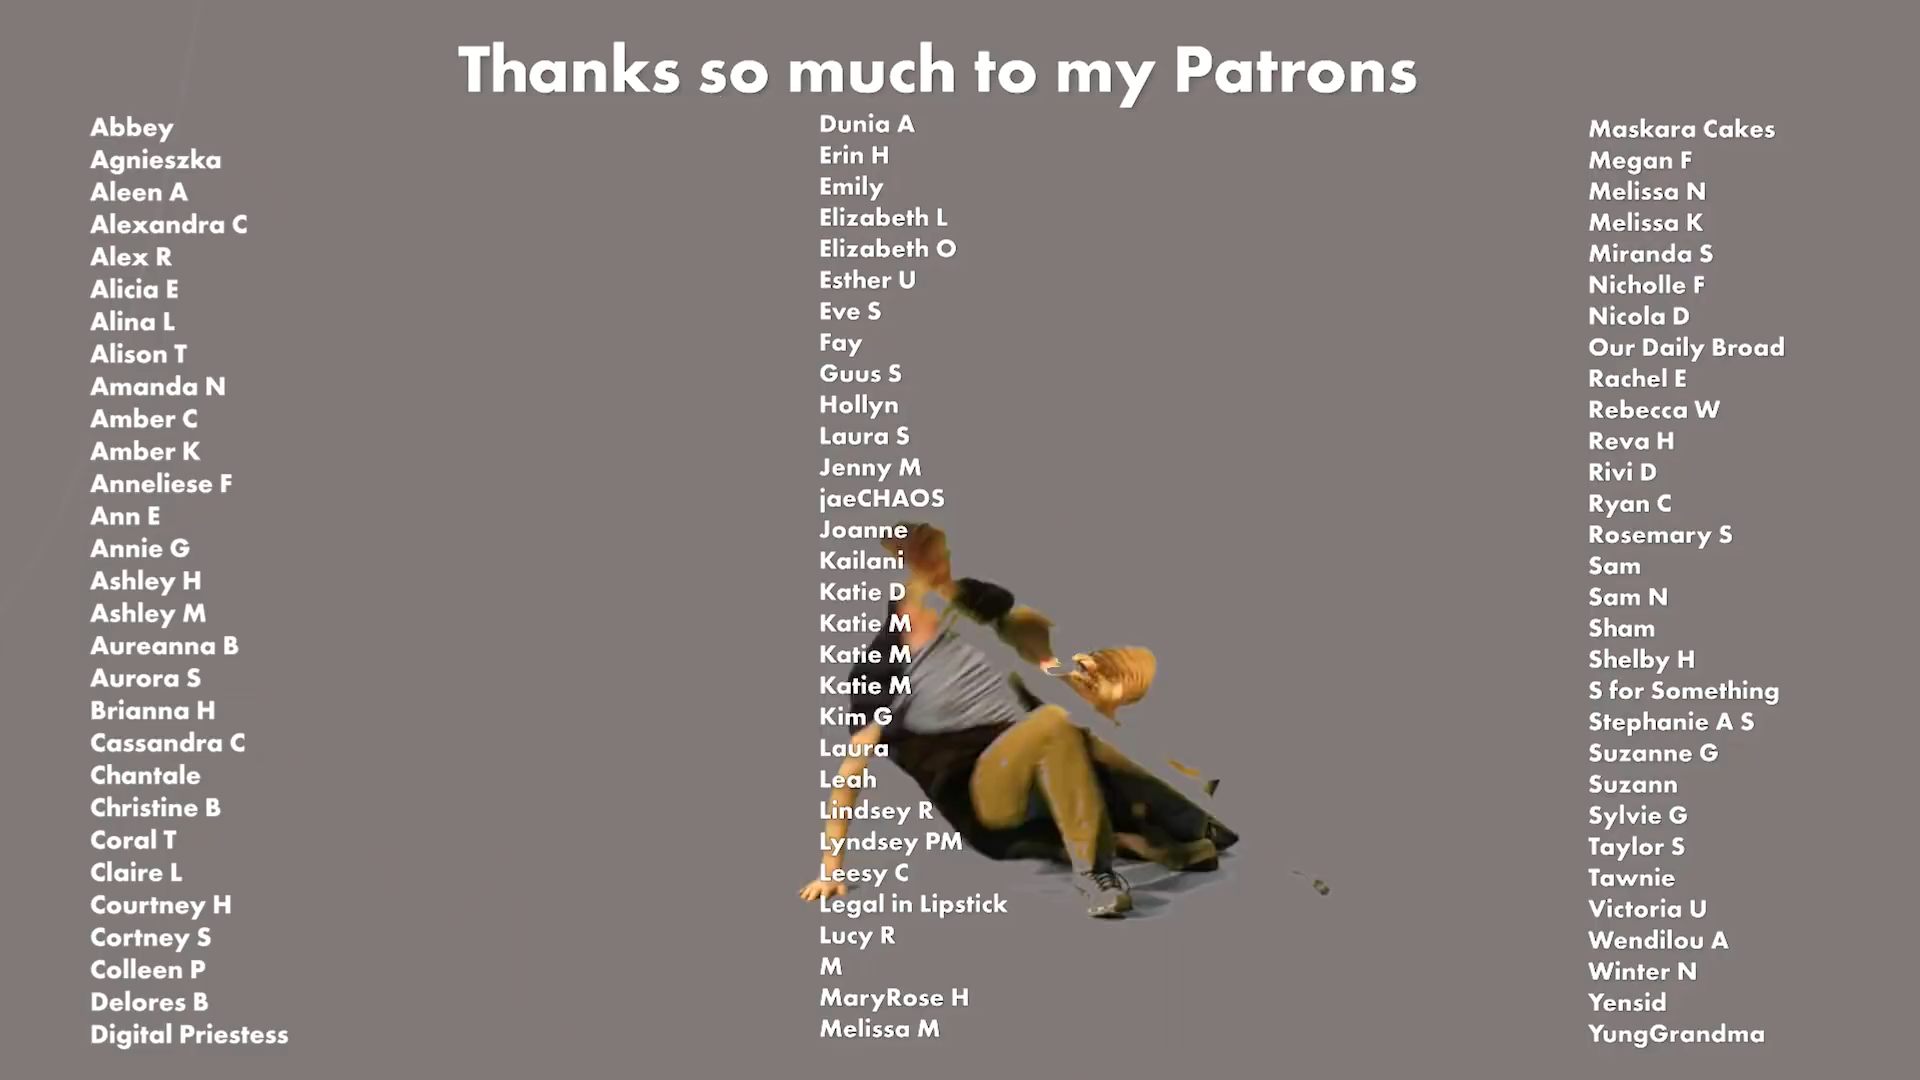 Thanks so much to my Patrons
Abbey
Agnieszka
Aleen A
Alexandra C
Alex R
Alicia E
Alina L
Alison T
Amanda N
Amber C
Amber K
Anneliese F
Ann E
Annie G
Ashley H
Ashley M
Aureanna B
Aurora S
Brianna H
Cassandra C
Chantale
Christine B
Coral T
Claire L
Courtney H
Cortney S
Colleen P
Delores B
Digital Priestess
Dunia A
Erin H
Emily
Elizabeth L
Elizabeth O
Esther U
Eve S
Fay
Guus S
Hollyn
Laura S
Jenny M
jaeCHAOS
Joanne
Kailani
Katie D
Katie M
Katie M
Katie M
Kim G
Laura
Leah
Lindsey R
Lyndsey PM
Leesy C
Legal in Lipstick
Lucy R
M
MaryRose H
Melissa M
Maskara Cakes
Megan F
Melissa N
Melissa K
Miranda S
Nicholle F
Nicola D
Our Daily Broad
Rachel E
Rebecca W
Reva H
Rivi D
Ryan C
Rosemary S
Sam
Sam N
Sham
Shelby H
S for Something
Stephanie A S
Suzanne G
Suzann
Sylvie G
Taylor S
Tawnie
Victoria U
Wendilou A
Winter N
Yensid
YungGrandma